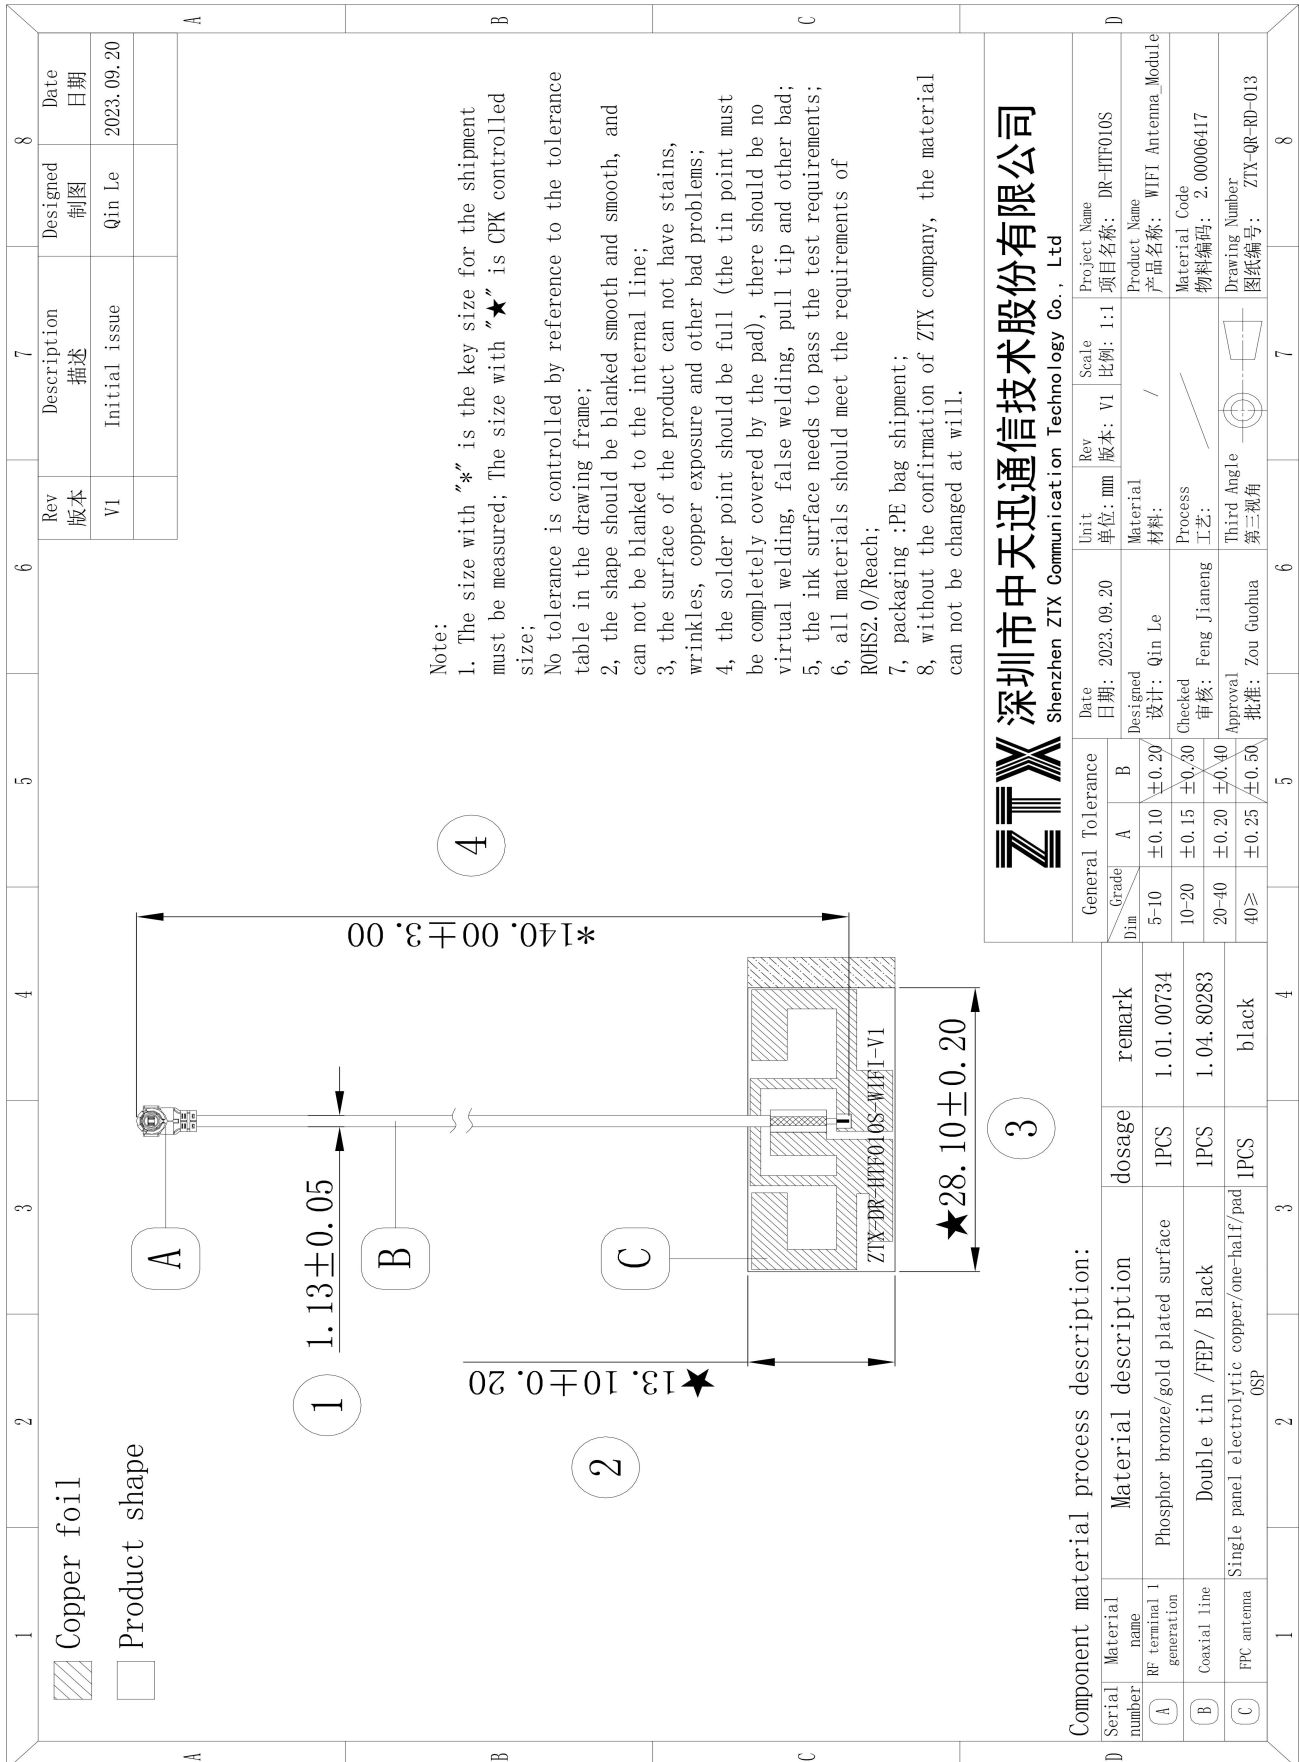 1 2 3 4 5 6 7 8
A
B
C
D
Copper foil
Product shape
Rev Description Designed Date
版本 描述 制图 日期
V1 Initial issue Qin Le 2023.09.20
A
1.13±0.05
1
B
C
★13.10±0.20
2
*140.00±3.00
4
ZTX-DR-HTF010S-WIFI-V1
★28.10±0.20
3
Note:
1. The size with "*" is the key size for the shipment
must be measured; The size with "★" is CPK controlled
size;
No tolerance is controlled by reference to the tolerance
table in the drawing frame;
2, the shape should be blanked smooth and smooth, and
can not be blanked to the internal line;
3, the surface of the product can not have stains,
wrinkles, copper exposure and other bad problems;
4, the solder point should be full (the tin point must
be completely covered by the pad), there should be no
virtual welding, false welding, pull tip and other bad;
5, the ink surface needs to pass the test requirements;
6, all materials should meet the requirements of
ROHS2.0/Reach;
7, packaging :PE bag shipment;
8, without the confirmation of ZTX company, the material
can not be changed at will.
Component material process description:
Serial number Material name Material description dosage remark
A RF terminal 1 generation Phosphor bronze/gold plated surface 1PCS 1.01.00734
B Coaxial line Double tin /FEP/ Black 1PCS 1.04.80283
C FPC antenna Single panel electrolytic copper/one-half/pad OSP 1PCS black
ZTX 深圳市中天迅通信技术股份有限公司
Shenzhen ZTX Communication Technology Co., Ltd
General Tolerance
Dim Grade A B
5-10 ±0.10 ±0.20
10-20 ±0.15 ±0.30
20-40 ±0.20 ±0.40
40≥ ±0.25 ±0.50
Date
日期: 2023.09.20
Designed
设计: Qin Le
Checked
审核: Feng Jianeng
Approval
批准: Zou Guohua
Unit
单位: mm
Rev
版本: V1
Scale
比例: 1:1
Material
材料: /
Process
工艺:
Third Angle
第三视角
Project Name
项目名称: DR-HTF010S
Product Name
产品名称: WIFI Antenna_Module
Material Code
物料编码: 2.00006417
Drawing Number
图纸编号: ZTX-QR-RD-013
A
B
C
D
1 2 3 4 5 6 7 8